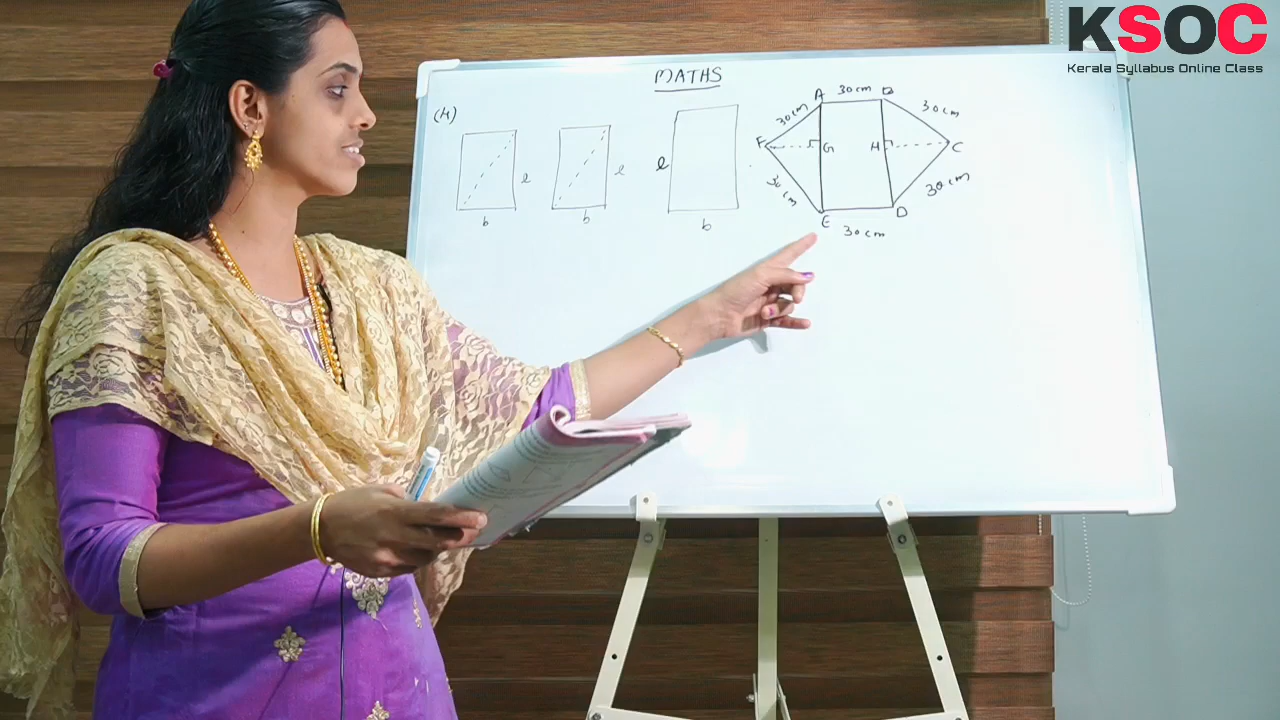 KSOC
Kerala Syllabus Online Class
MATHS
(4)
l
b
l
b
l
b
A
30 cm
B
30 cm
30 cm
F
G
H
C
30 cm
30 cm
E
D
30 cm